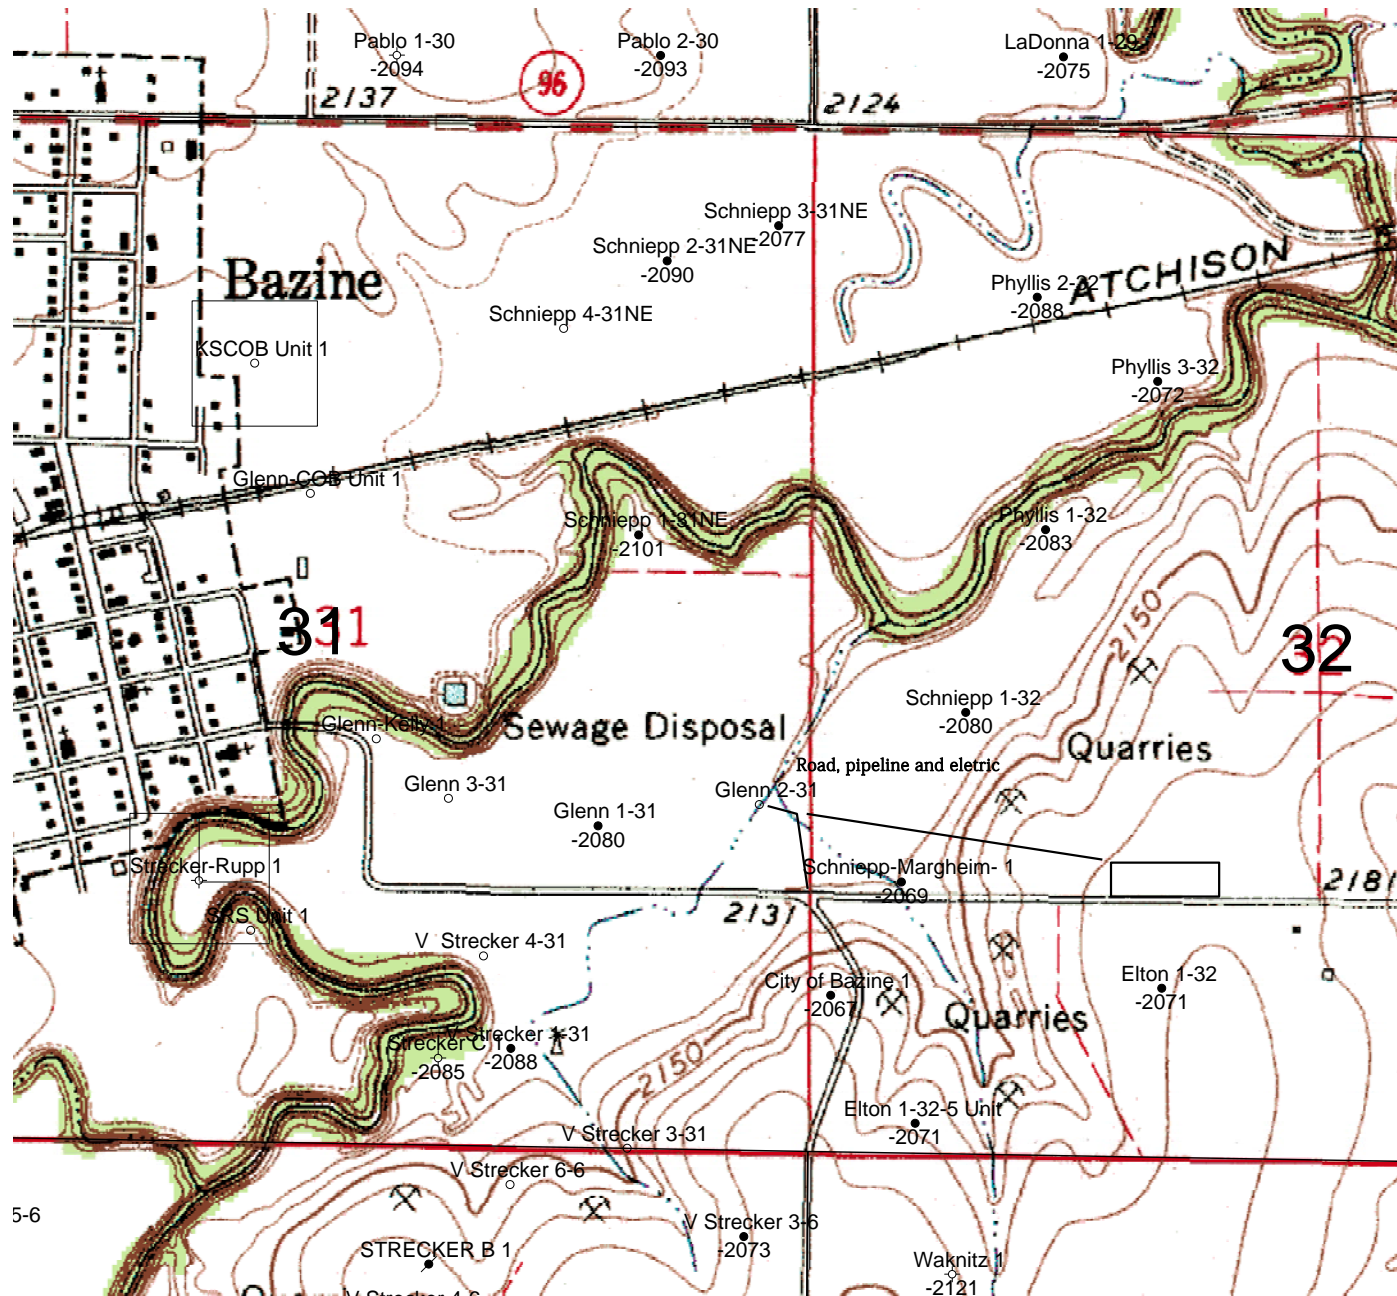 Pablo 1-30
-2094
Pablo 2-30
-2093
LaDonna 1-29
-2075
96
2137
2124
Schniepp 3-31NE
-2077
Schniepp 2-31NE
-2090
Bazine
ATCHISON
Phyllis 2-32
-2088
Schniepp 4-31NE
KSCOB Unit 1
Phyllis 3-32
-2072
Glenn-COB Unit 1
Schniepp 1-31NE
-2101
Phyllis 1-32
-2083
2150
31
31
32
32
Schniepp 1-32
-2080
Glenn-Kelly 1
Sewage Disposal
Quarries
Road, pipeline and eletric
Glenn 3-31
Glenn 2-31
Glenn 1-31
-2080
Strecker-Rupp 1
Schniepp-Margheim- 1
-2069
2181
SRS Unit 1
2131
V Strecker 4-31
City of Bazine 1
-2067
Elton 1-32
-2071
Quarries
V Strecker 1-31
-2088
Strecker C 1
-2085
2150
Elton 1-32-5 Unit
-2071
V Strecker 3-31
V Strecker 6-6
5-6
V Strecker 3-6
-2073
STRECKER B 1
Waknitz 1
-2121
V Strecker 4-6